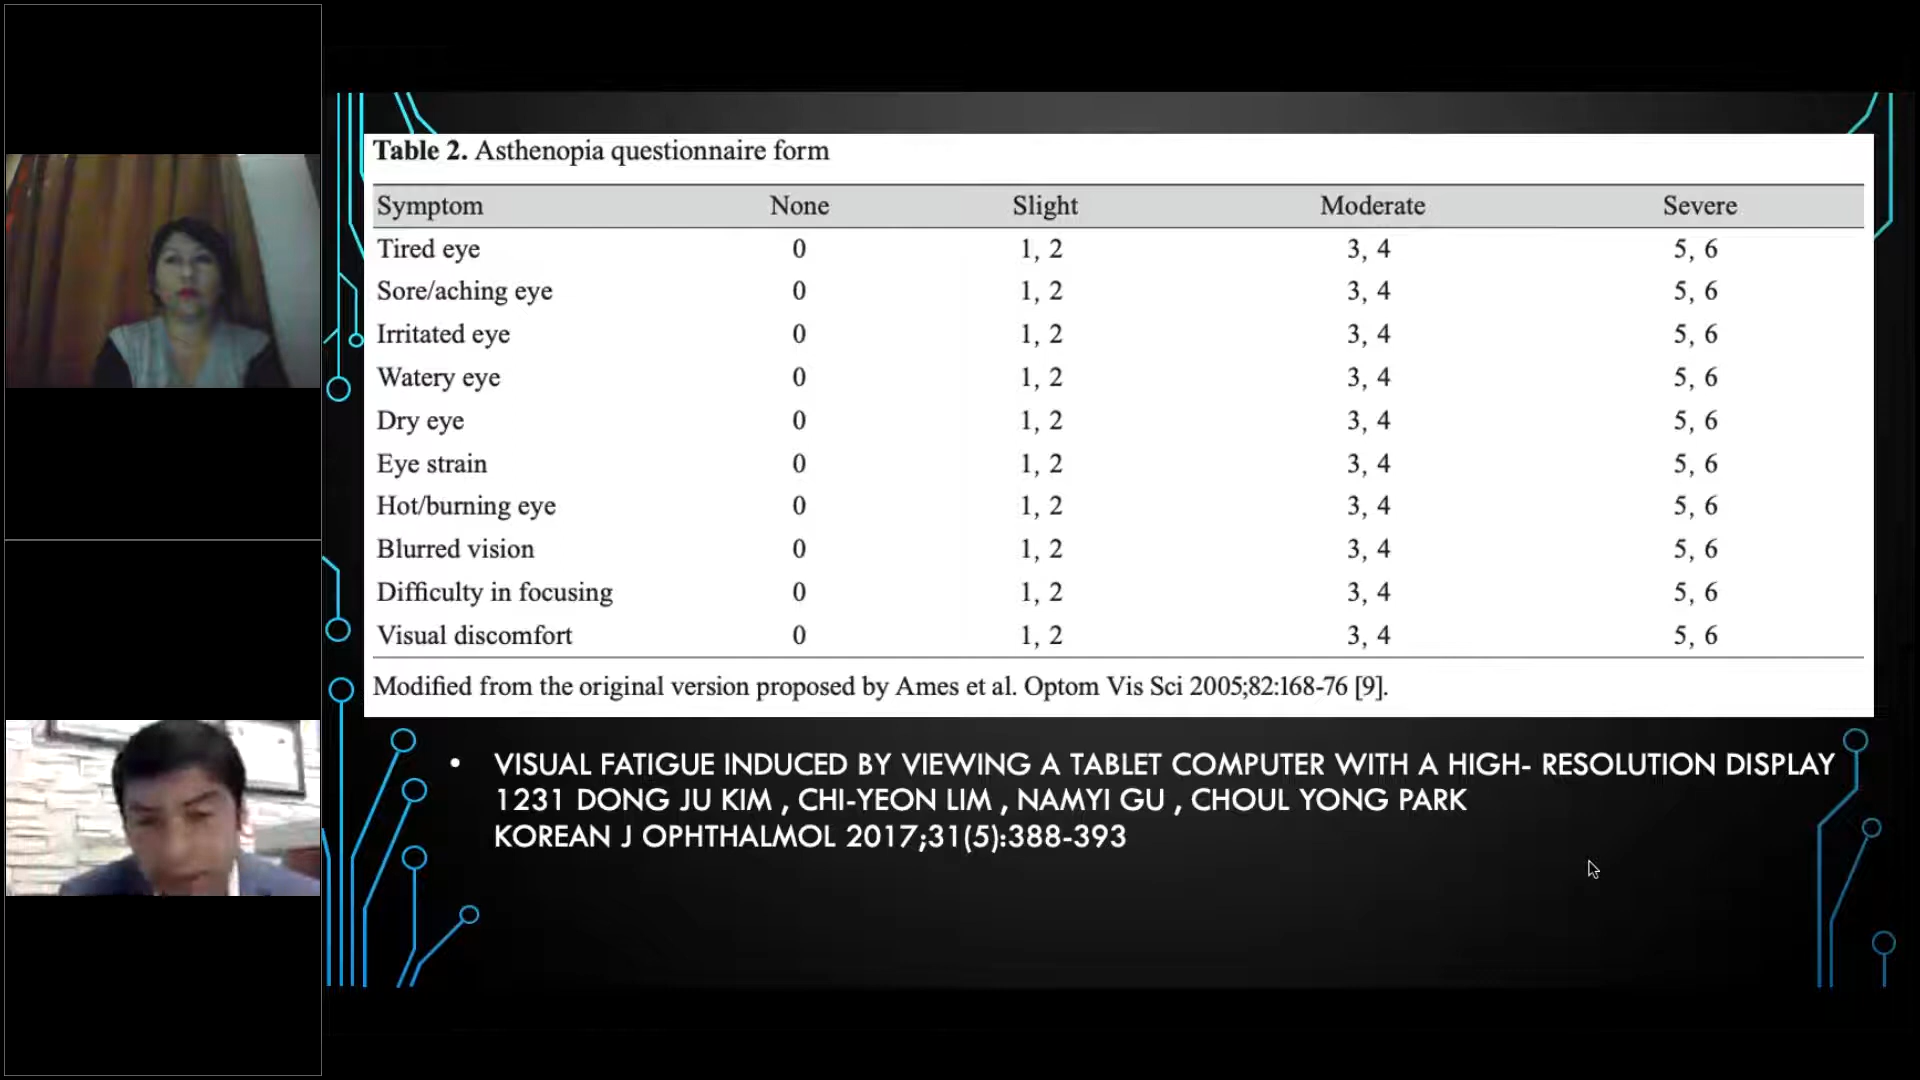 Table 2. Asthenopia questionnaire form
Symptom None Slight Moderate Severe
Tired eye 0 1, 2 3, 4 5, 6
Sore/aching eye 0 1, 2 3, 4 5, 6
Irritated eye 0 1, 2 3, 4 5, 6
Watery eye 0 1, 2 3, 4 5, 6
Dry eye 0 1, 2 3, 4 5, 6
Eye strain 0 1, 2 3, 4 5, 6
Hot/burning eye 0 1, 2 3, 4 5, 6
Blurred vision 0 1, 2 3, 4 5, 6
Difficulty in focusing 0 1, 2 3, 4 5, 6
Visual discomfort 0 1, 2 3, 4 5, 6
Modified from the original version proposed by Ames et al. Optom Vis Sci 2005;82:168-76 [9].
• VISUAL FATIGUE INDUCED BY VIEWING A TABLET COMPUTER WITH A HIGH- RESOLUTION DISPLAY
1231 DONG JU KIM , CHI-YEON LIM , NAMYI GU , CHOUL YONG PARK
KOREAN J OPHTHALMOL 2017;31(5):388-393